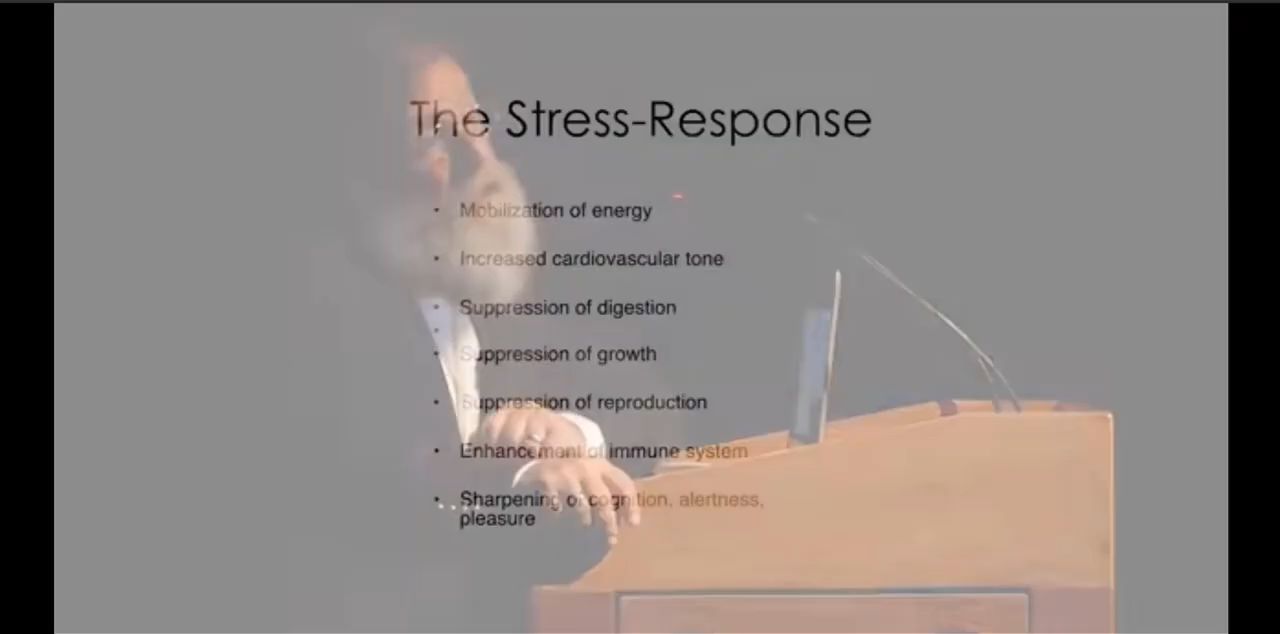 The Stress-Response
• Mobilization of energy
• Increased cardiovascular tone
• Suppression of digestion
•
• Suppression of growth
• Suppression of reproduction
• Enhancement of immune system
• Sharpening of cognition, alertness,
pleasure